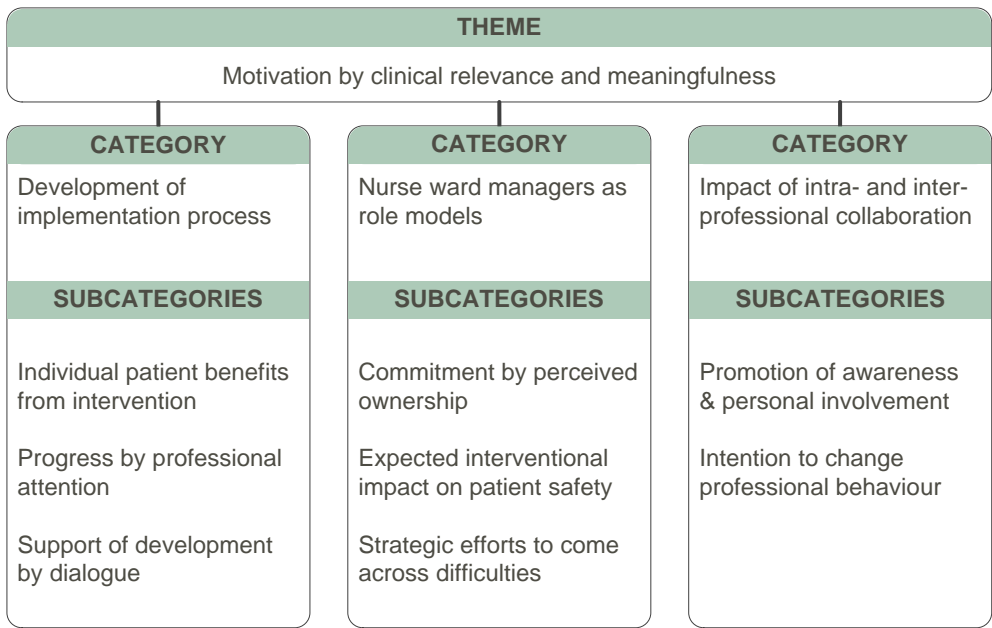 THEME
Motivation by clinical relevance and meaningfulness
CATEGORY
Development of
implementation process
SUBCATEGORIES
Individual patient benefits
from intervention
Progress by professional
attention
Support of development
by dialogue
CATEGORY
Nurse ward managers as
role models
SUBCATEGORIES
Commitment by perceived
ownership
Expected interventional
impact on patient safety
Strategic efforts to come
across difficulties
CATEGORY
Impact of intra- and inter-
professional collaboration
SUBCATEGORIES
Promotion of awareness
& personal involvement
Intention to change
professional behaviour